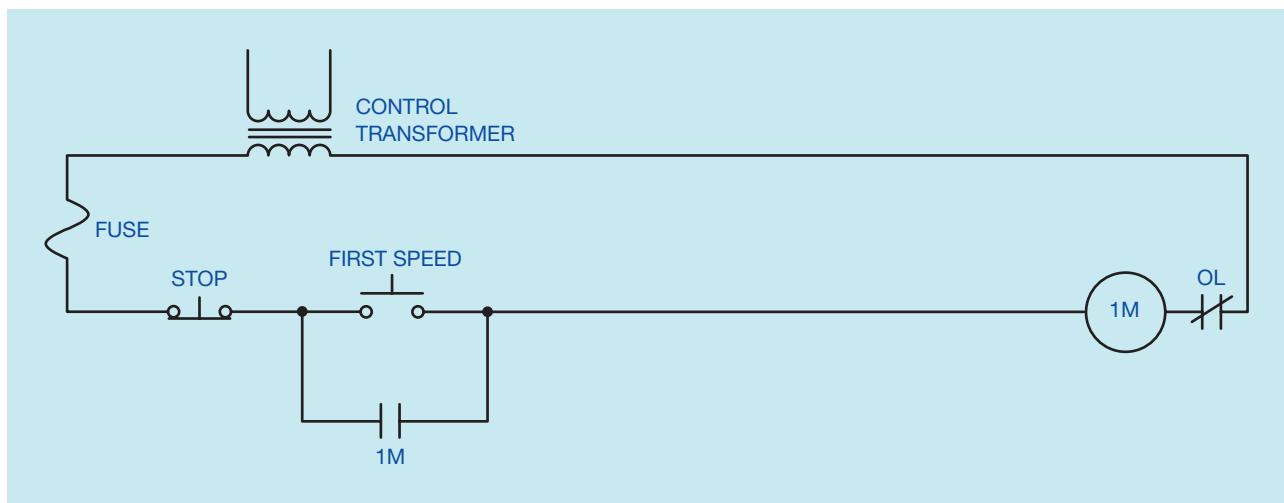 CONTROL
TRANSFORMER
FUSE
STOP
FIRST SPEED
1M
OL
1M